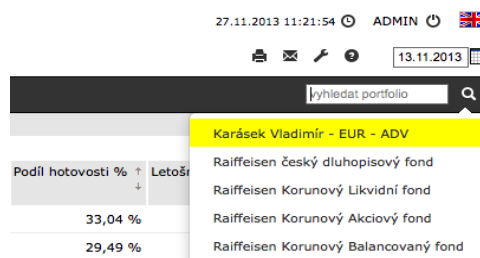 27.11.2013 11:21:54 ADMIN
13.11.2013
vyhledat portfolio
Karásek Vladimír - EUR - ADV
Raiffeisen český dluhopisový fond
Podíl hotovosti % ↑ ↓ Letošr
Raiffeisen Korunový Likvidní fond
33,04 %
Raiffeisen Korunový Akciový fond
29,49 %
Raiffeisen Korunový Balancovaný fond